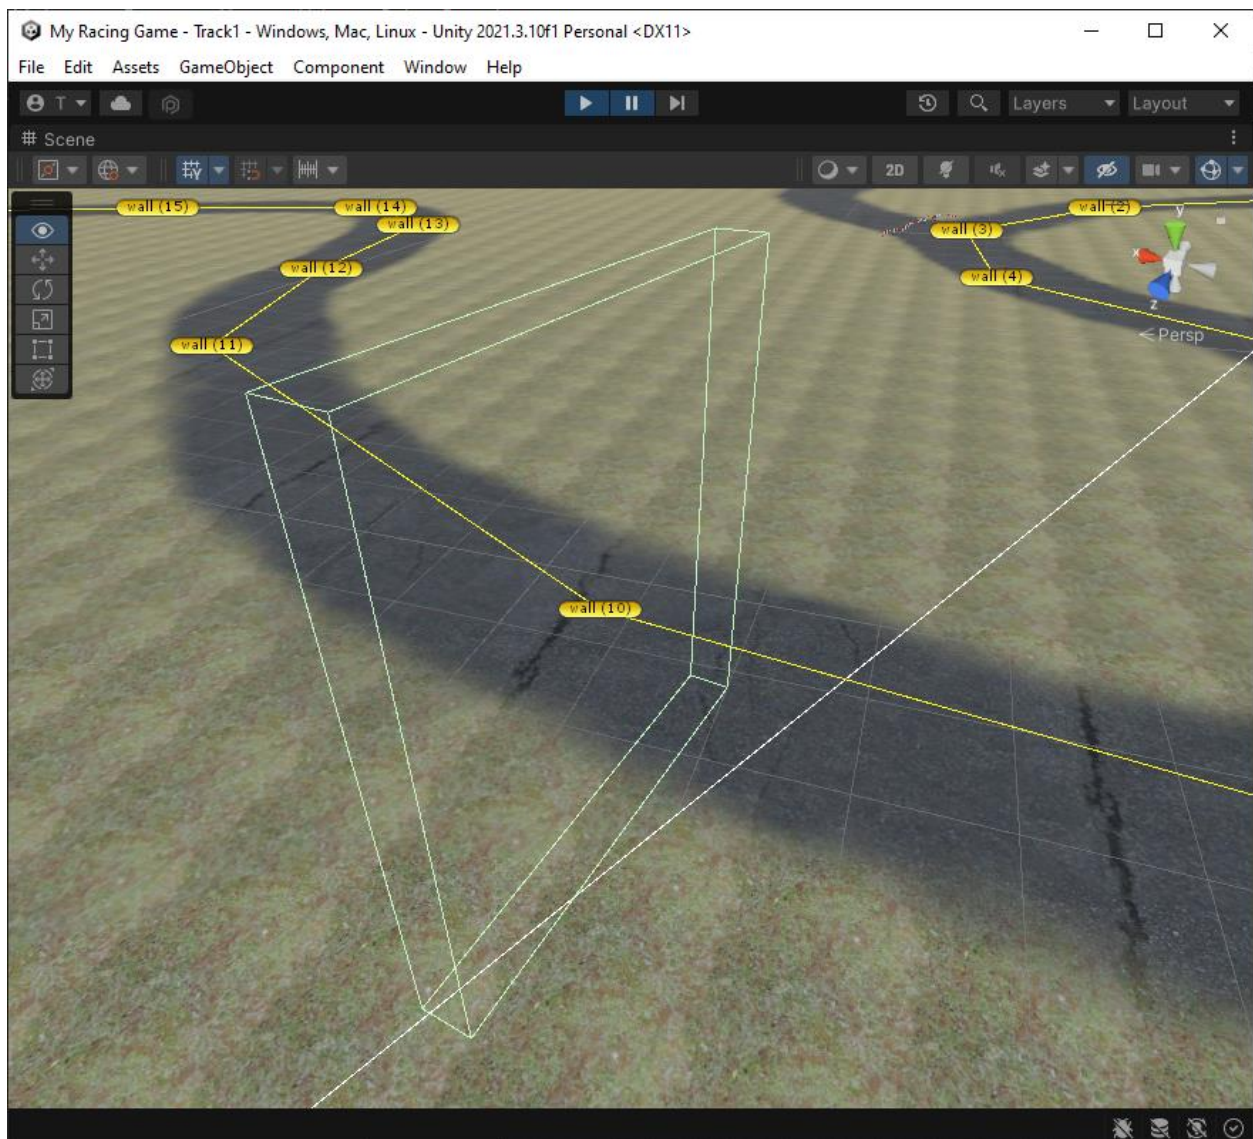 My Racing Game - Track1 - Windows, Mac, Linux - Unity 2021.3.10f1 Personal <DX11>
File Edit Assets GameObject Component Window Help
T Layers Layout
Scene
2D
wall (15) wall (14) wall (2)
wall (13) wall (3) y
wall (12) wall (4) x
z
wall (11) Persp
wall (10)